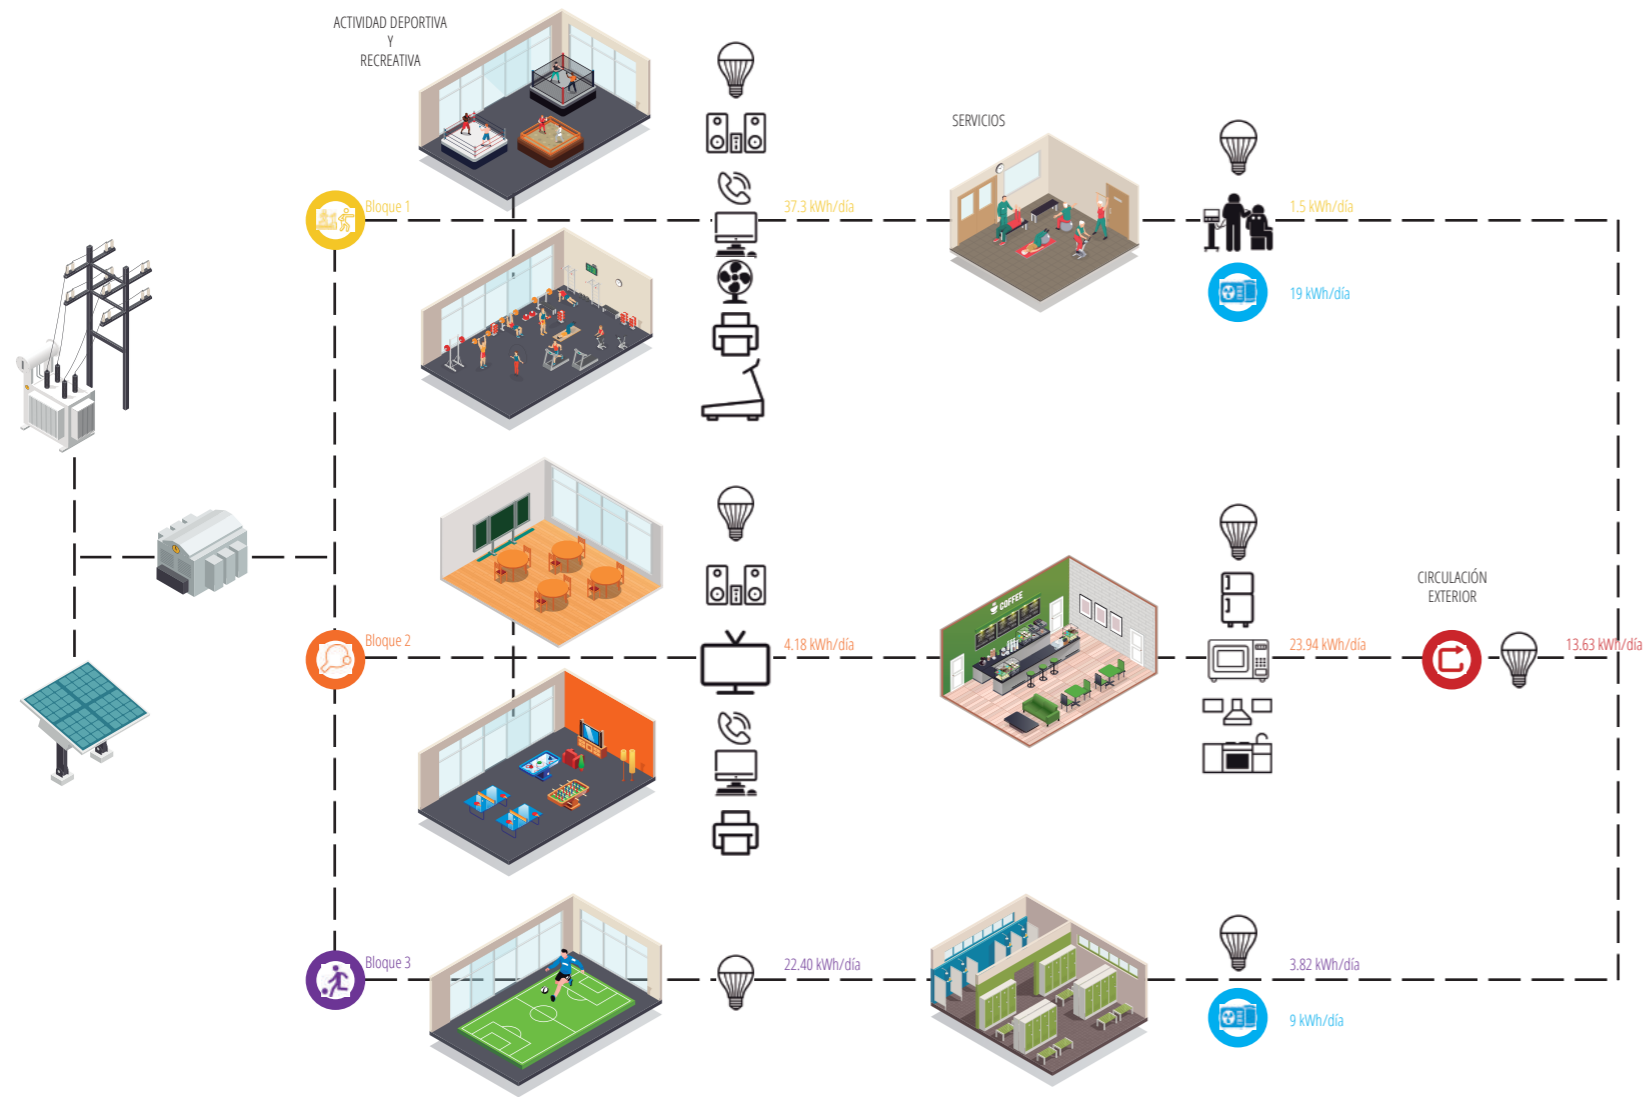 ACTIVIDAD DEPORTIVA
Y
RECREATIVA
SERVICIOS
Bloque 1
37.3 kWh/día
1.5 kWh/día
19 kWh/día
COFFEE
CIRCULACIÓN
EXTERIOR
Bloque 2
4.18 kWh/día
23.94 kWh/día
13.63 kWh/día
Bloque 3
22.40 kWh/día
3.82 kWh/día
9 kWh/día